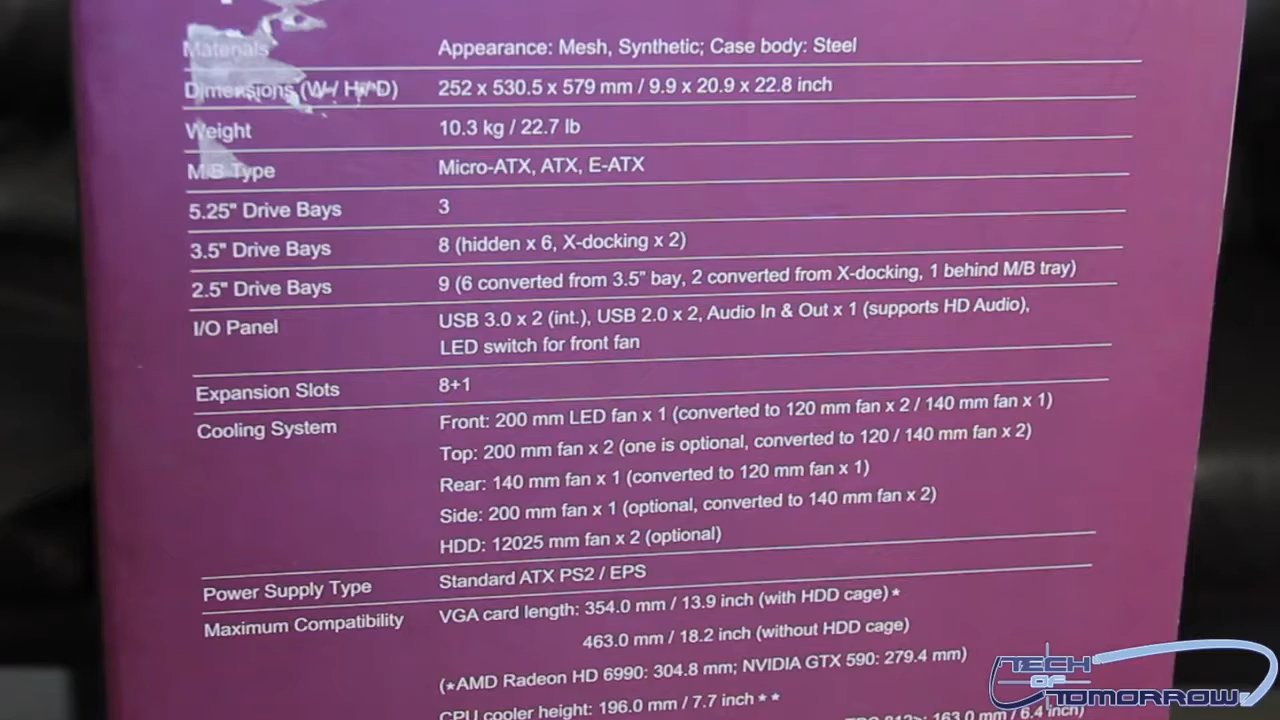 Materials Appearance: Mesh, Synthetic; Case body: Steel
Dimensions (W/ H/ D) 252 x 530.5 x 579 mm / 9.9 x 20.9 x 22.8 inch
Weight 10.3 kg / 22.7 lb
M/B Type Micro-ATX, ATX, E-ATX
5.25" Drive Bays 3
3.5" Drive Bays 8 (hidden x 6, X-docking x 2)
2.5" Drive Bays 9 (6 converted from 3.5" bay, 2 converted from X-docking, 1 behind M/B tray)
I/O Panel USB 3.0 x 2 (int.), USB 2.0 x 2, Audio In & Out x 1 (supports HD Audio),
LED switch for front fan
Expansion Slots 8+1
Cooling System Front: 200 mm LED fan x 1 (converted to 120 mm fan x 2 / 140 mm fan x 1)
Top: 200 mm fan x 2 (one is optional, converted to 120 / 140 mm fan x 2)
Rear: 140 mm fan x 1 (converted to 120 mm fan x 1)
Side: 200 mm fan x 1 (optional, converted to 140 mm fan x 2)
HDD: 12025 mm fan x 2 (optional)
Power Supply Type Standard ATX PS2 / EPS
Maximum Compatibility VGA card length: 354.0 mm / 13.9 inch (with HDD cage) *
463.0 mm / 18.2 inch (without HDD cage)
(*AMD Radeon HD 6990: 304.8 mm; NVIDIA GTX 590: 279.4 mm)
CPU cooler height: 196.0 mm / 7.7 inch * *
163.0 mm / 6.4 inch)
TECH
OF
TOMORROW